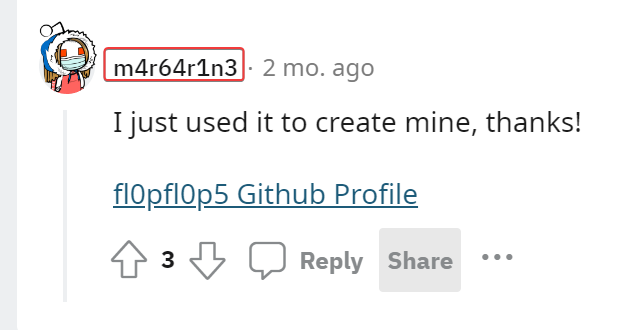 m4r64r1n3 · 2 mo. ago
I just used it to create mine, thanks!
fl0pfl0p5 Github Profile
3 Reply Share ···